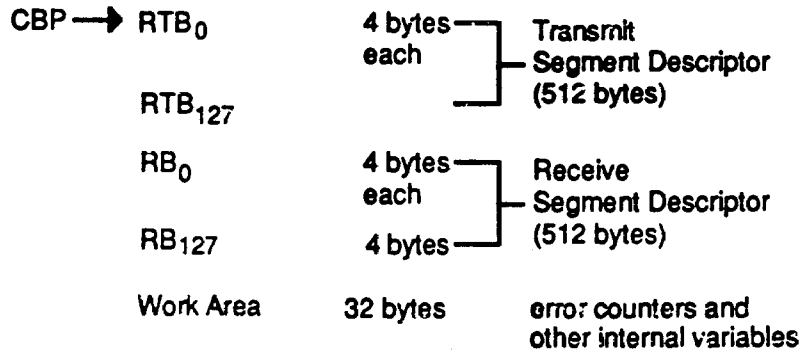 CBP → RTB0 4 bytes Transmit
each Segment Descriptor
RTB127 (512 bytes)
RB0 4 bytes Receive
each Segment Descriptor
RB127 4 bytes (512 bytes)
Work Area 32 bytes error counters and
other internal variables